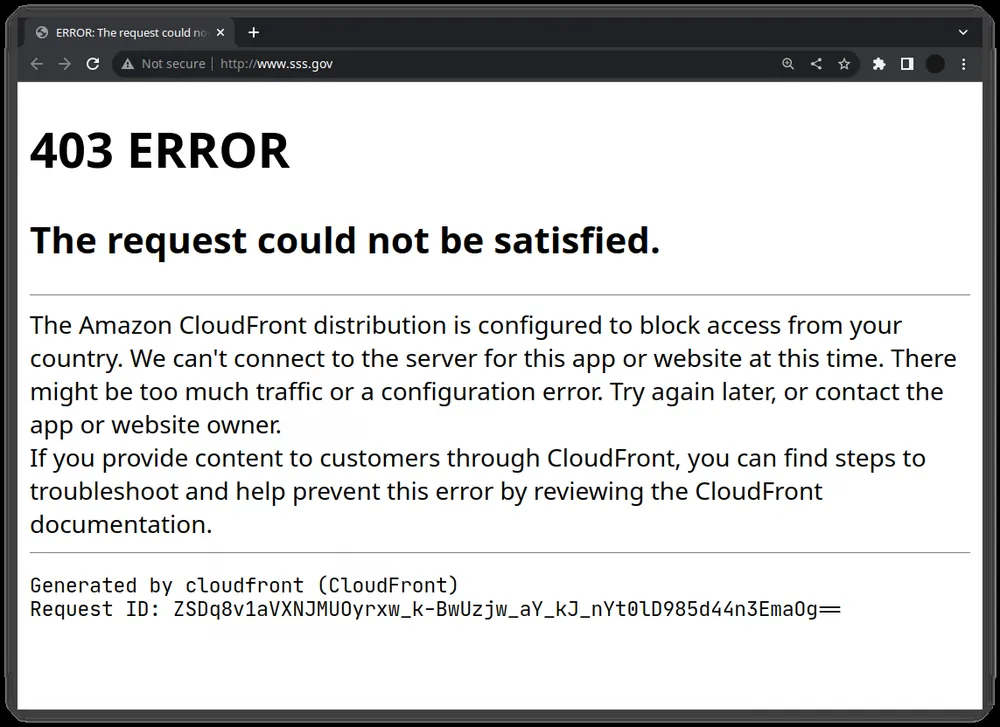 ERROR: The request could no
Not secure | http://www.sss.gov
403 ERROR
The request could not be satisfied.
The Amazon CloudFront distribution is configured to block access from your
country. We can't connect to the server for this app or website at this time. There
might be too much traffic or a configuration error. Try again later, or contact the
app or website owner.
If you provide content to customers through CloudFront, you can find steps to
troubleshoot and help prevent this error by reviewing the CloudFront
documentation.
Generated by cloudfront (CloudFront)
Request ID: ZSDq8v1aVXNJMUOyrxw_k-BwUzjw_aY_kJ_nYt0lD985d44n3EmaOg==